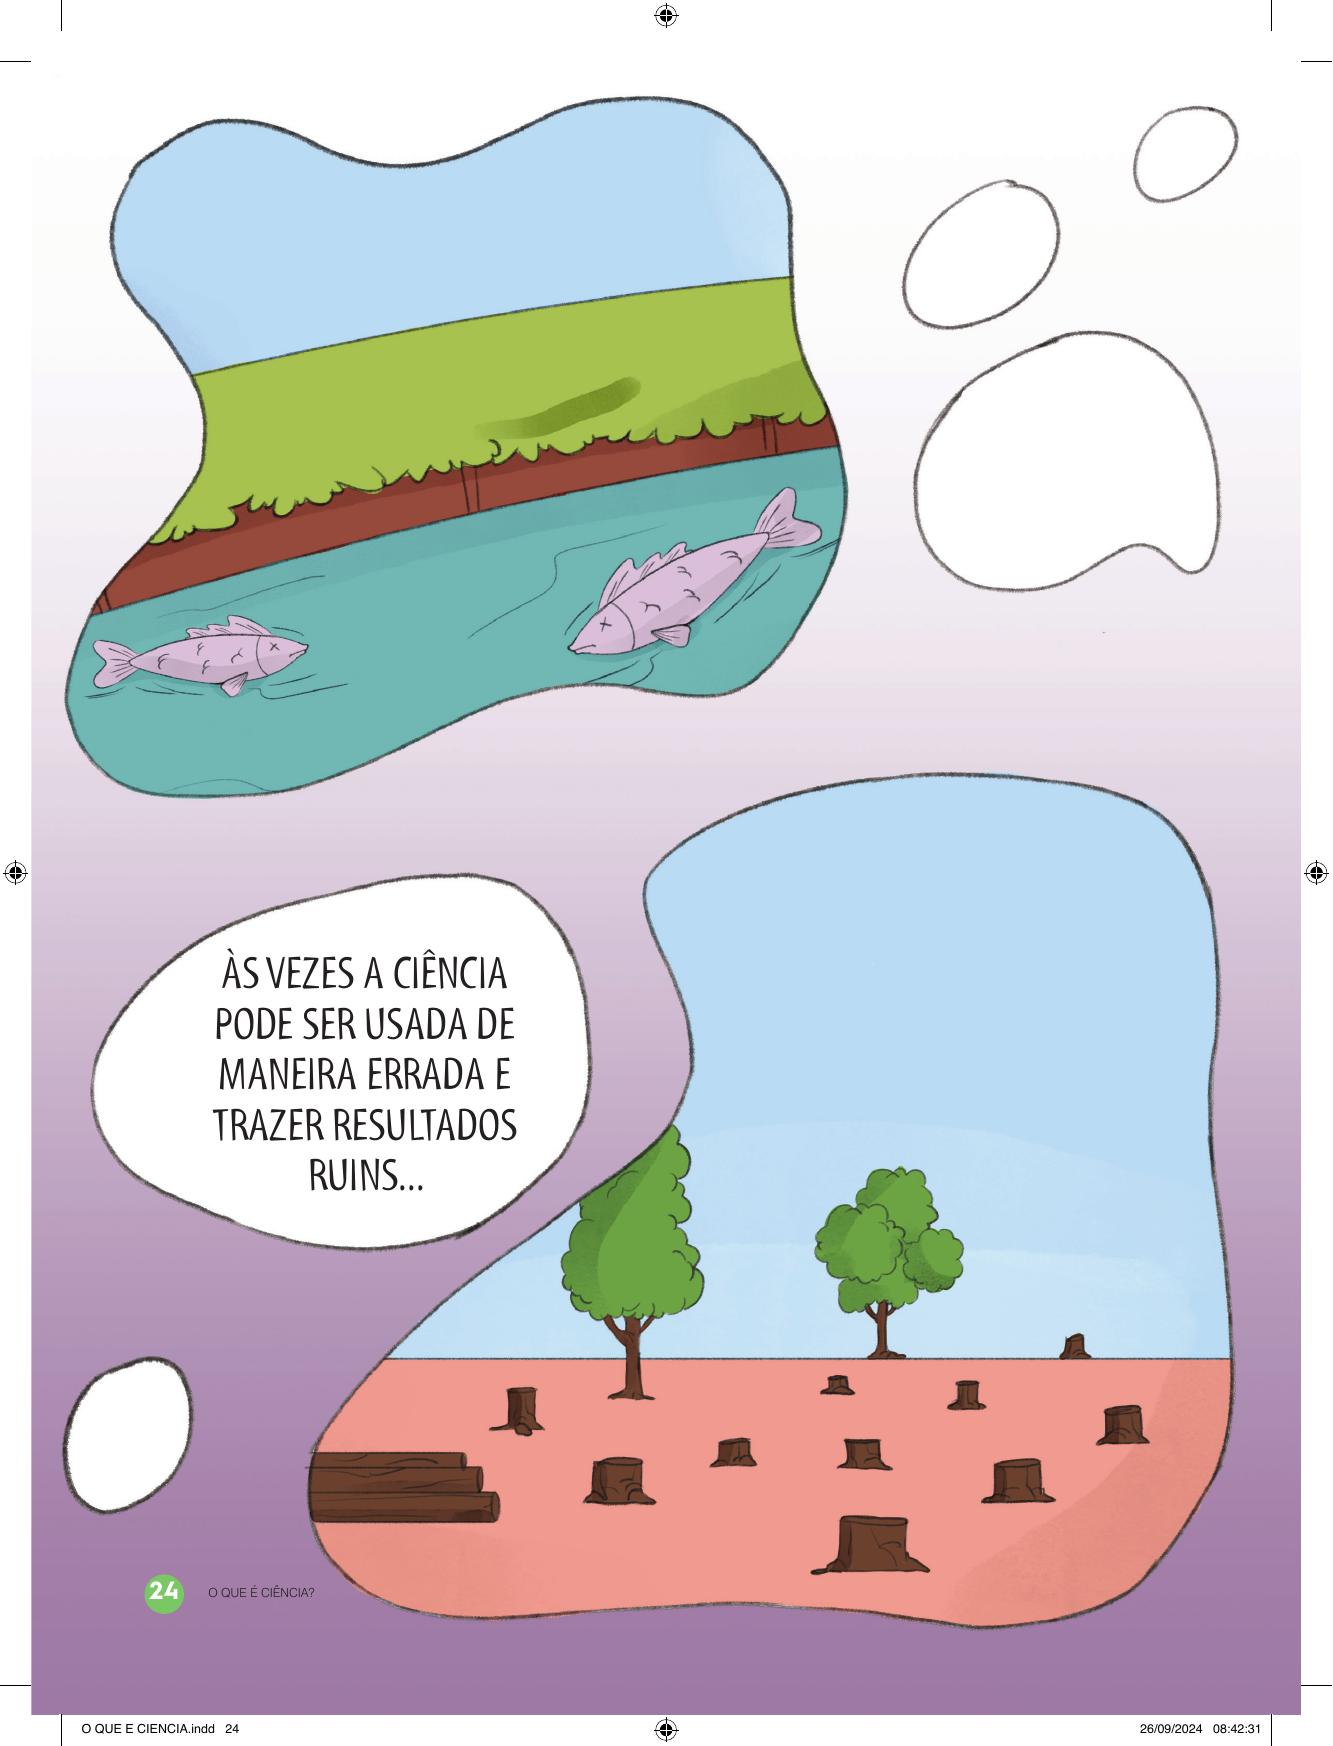 ÀS VEZES A CIÊNCIA
PODE SER USADA DE
MANEIRA ERRADA E
TRAZER RESULTADOS
RUINS...
24 O QUE É CIÊNCIA?
O QUE E CIENCIA.indd 24 26/09/2024 08:42:31